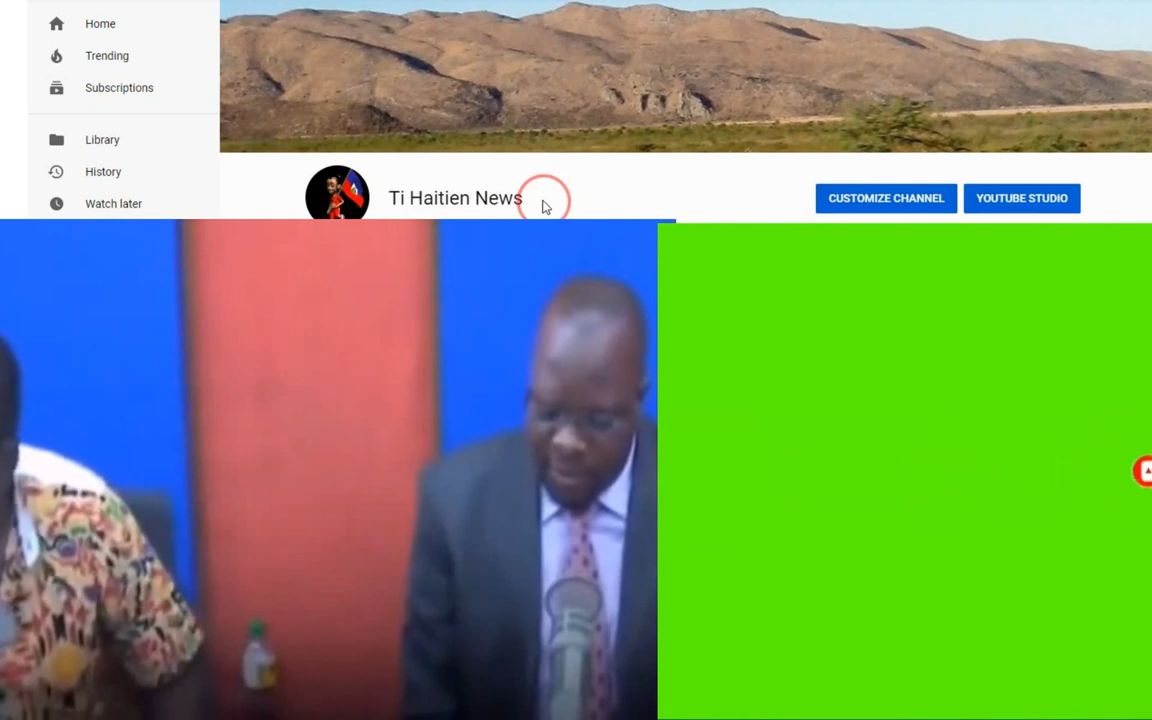 Home
Trending
Subscriptions
Library
History
Watch later
Ti Haitien News
CUSTOMIZE CHANNEL
YOUTUBE STUDIO